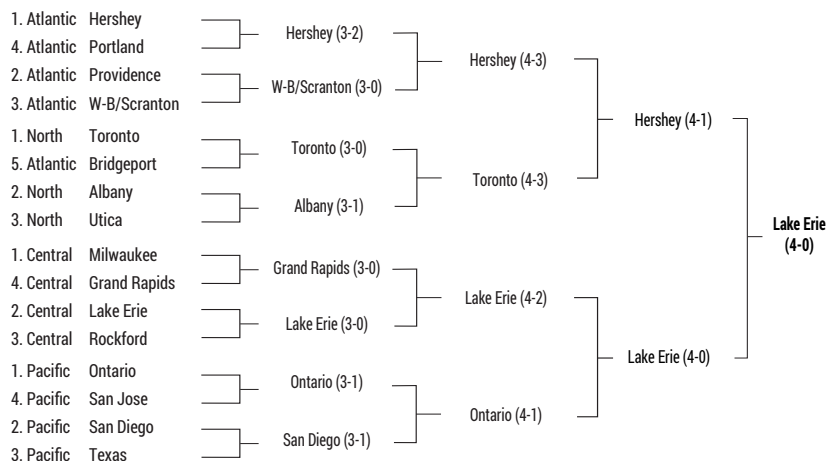 1. Atlantic Hershey
4. Atlantic Portland
2. Atlantic Providence
3. Atlantic W-B/Scranton
1. North Toronto
5. Atlantic Bridgeport
2. North Albany
3. North Utica
1. Central Milwaukee
4. Central Grand Rapids
2. Central Lake Erie
3. Central Rockford
1. Pacific Ontario
4. Pacific San Jose
2. Pacific San Diego
3. Pacific Texas
Hershey (3-2)
W-B/Scranton (3-0)
Toronto (3-0)
Albany (3-1)
Grand Rapids (3-0)
Lake Erie (3-0)
Ontario (3-1)
San Diego (3-1)
Hershey (4-3)
Toronto (4-3)
Lake Erie (4-2)
Ontario (4-1)
Hershey (4-1)
Lake Erie (4-0)
Lake Erie
(4-0)